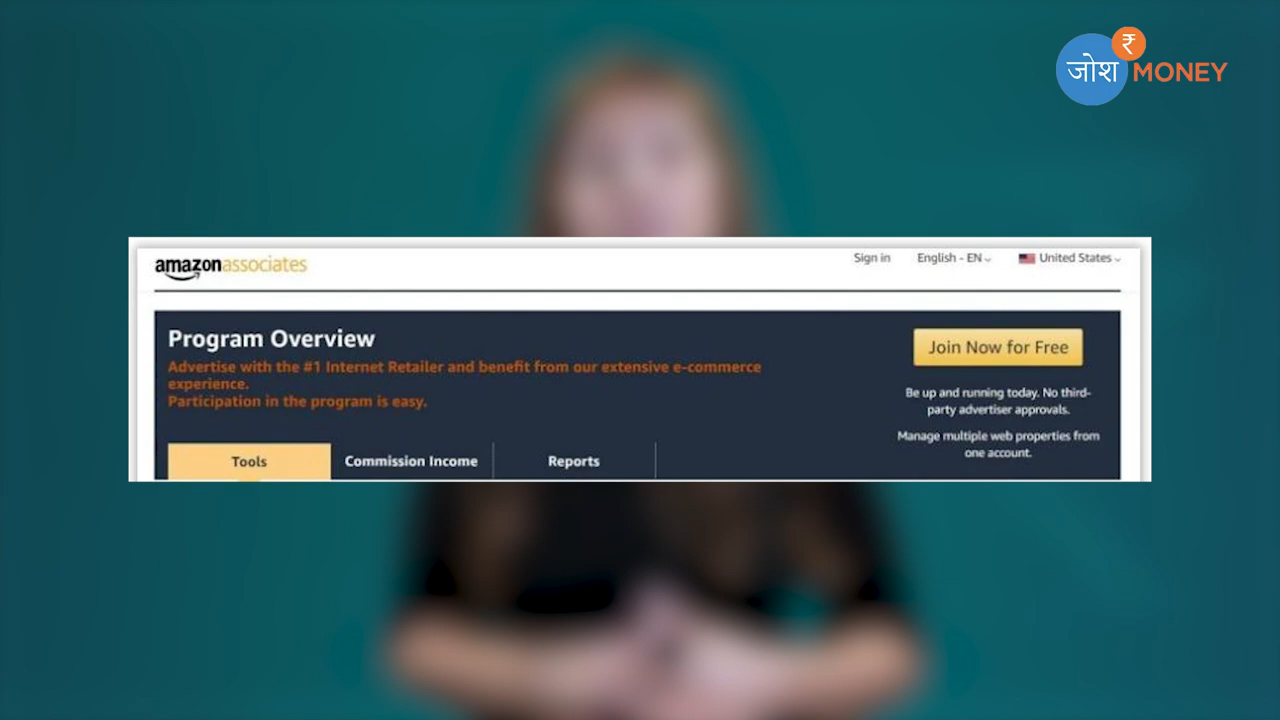 ₹
जोश MONEY
amazonassociates
Sign in
English - EN
United States
Program Overview
Advertise with the #1 Internet Retailer and benefit from our extensive e-commerce
experience.
Participation in the program is easy.
Join Now for Free
Be up and running today. No third-
party advertiser approvals.
Manage multiple web properties from
one account.
Tools
Commission Income
Reports